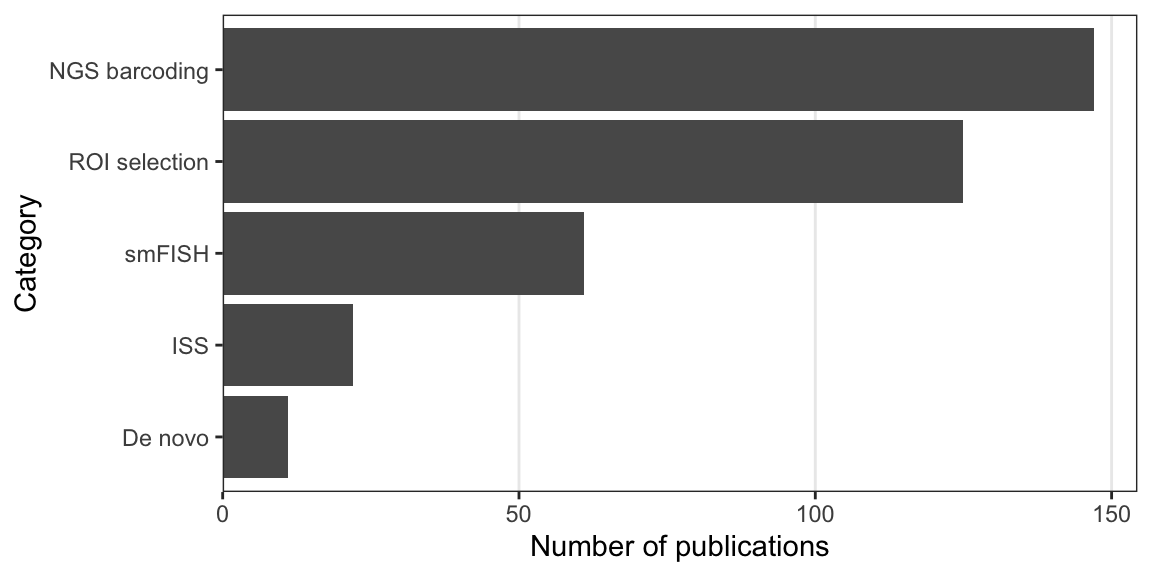 NGS barcoding
ROI selection
smFISH
ISS
De novo
Category
0 50 100 150
Number of publications